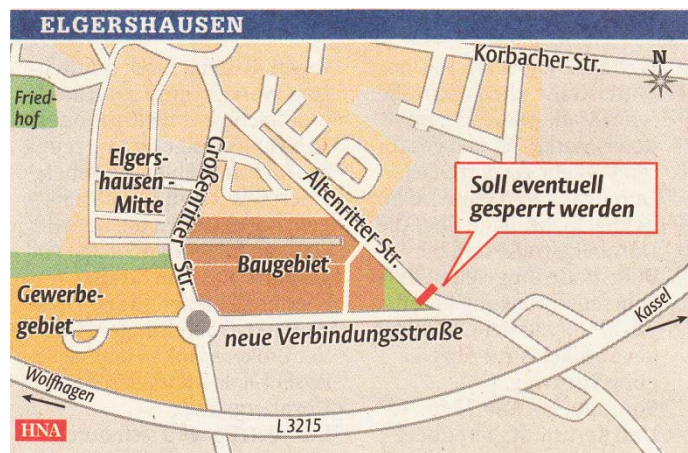 ELGERSHAUSEN
Korbacher Str.
N
Fried-
hof
Großenritter Str.
Elgers-
hausen -
Mitte
Altenritter Str.
Soll eventuell
gesperrt werden
Baugebiet
Gewerbe-
gebiet
neue Verbindungsstraße
Kassel
Wolfhagen
L 3215
HNA